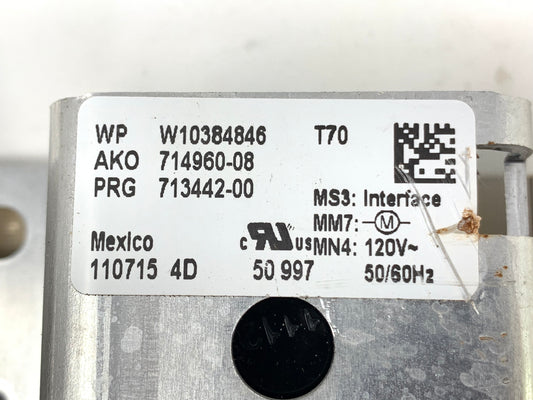 WP W10384846 T70
AKO 714960-08
PRG 713442-00
MS3: Interface
MM7: M
Mexico c RU US MN4: 120V~
110715 4D 50 997 50/60Hz